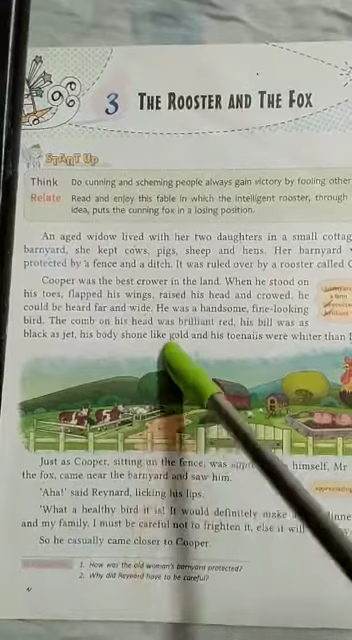 3 THE ROOSTER AND THE FOX
START UP
Think Do cunning and scheming people always gain victory by fooling other
Relate Read and enjoy this fable in which the intelligent rooster, through
idea, puts the cunning fox in a losing position.
An aged widow lived with her two daughters in a small cottag
barnyard, she kept cows, pigs, sheep and hens. Her barnyard
protected by a fence and a ditch. It was ruled over by a rooster called C
Cooper was the best crower in the land. When he stood on
his toes, flapped his wings, raised his head and crowed, he
could be heard far and wide. He was a handsome, fine-looking
bird. The comb on his head was brilliant red, his bill was as
black as jet, his body shone like gold and his toenails were whiter than
Just as Cooper, sitting on the fence, was himself, Mr
the fox, came near the barnyard and saw him.
'Aha!' said Reynard, licking his lips.
'What a healthy bird it is! It would definitely make a dinne
and my family. I must be careful not to frighten it, else it will
So he casually came closer to Cooper.
1. How was the old woman's barnyard protected?
2. Why did Reynard have to be careful?